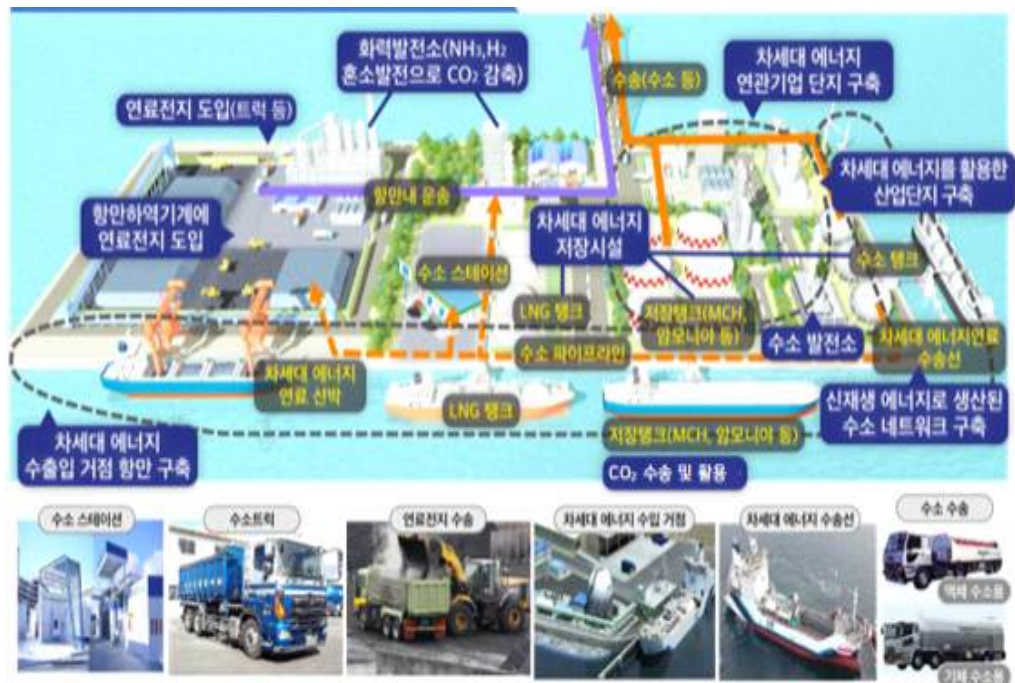 화력발전소(NH₃,H₂
혼소발전으로 CO₂ 감축)
수송(수소 등)
차세대 에너지
연관기업 단지 구축
연료전지 도입(트럭 등)
항만내 운송
차세대 에너지를 활용한
산업단지 구축
항만하역기계에
연료전지 도입
차세대 에너지
저장시설
수소 스테이션
수소 탱크
LNG 탱크
저장탱크(MCH,
암모니아 등)
수소 발전소
수소 파이프라인
차세대 에너지연료
수송선
차세대 에너지
연료 선박
LNG 탱크
저장탱크(MCH, 암모니아 등)
신재생 에너지로 생산된
수소 네트워크 구축
차세대 에너지
수출입 거점 항만 구축
CO₂ 수송 및 활용
수소 스테이션
수소트럭
연료전지 수송
차세대 에너지 수입 거점
차세대 에너지 수송선
수소 수송
액체 수소용
기체 수소용